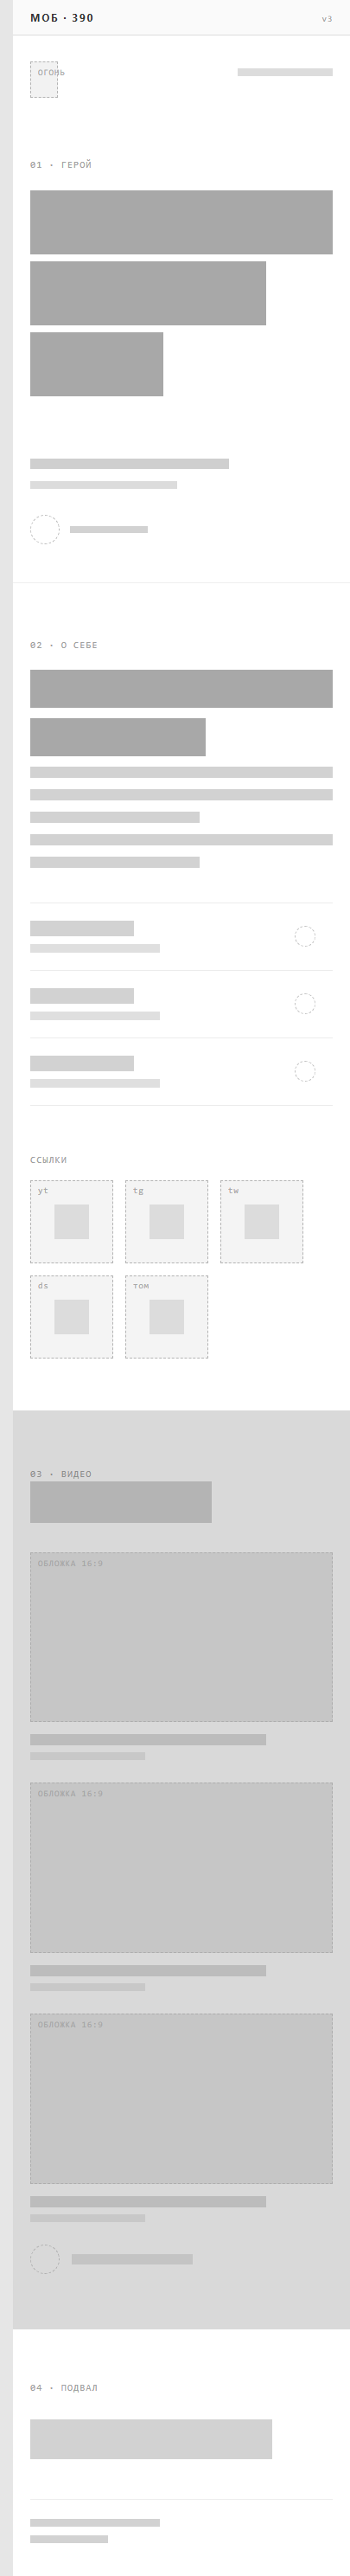 МОБ · 390
v3
ОГОНЬ
01 · ГЕРОЙ
02 · О СЕБЕ
ССЫЛКИ
yt
tg
tw
ds
том
03 · ВИДЕО
ОБЛОЖКА 16:9
ОБЛОЖКА 16:9
ОБЛОЖКА 16:9
04 · ПОДВАЛ